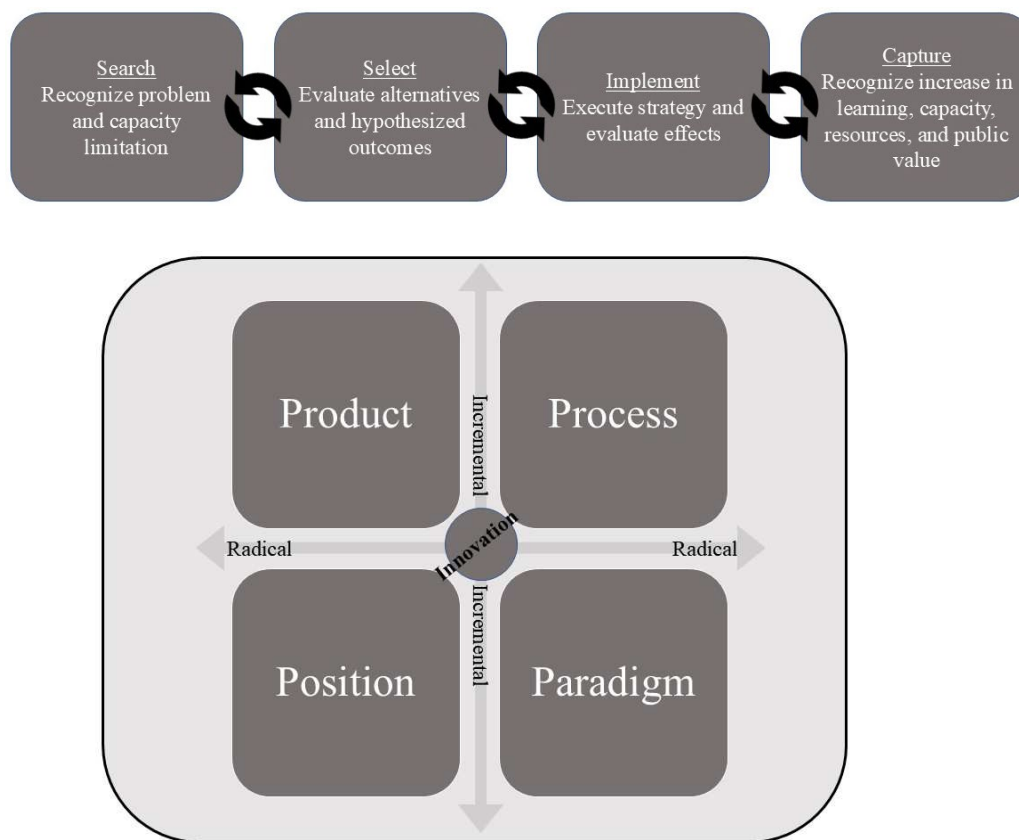 Search
Recognize problem
and capacity
limitation
Select
Evaluate alternatives
and hypothesized
outcomes
Implement
Execute strategy and
evaluate effects
Capture
Recognize increase in
learning, capacity,
resources, and public
value
Product
Process
Incremental
Radical
Innovation
Radical
Incremental
Position
Paradigm